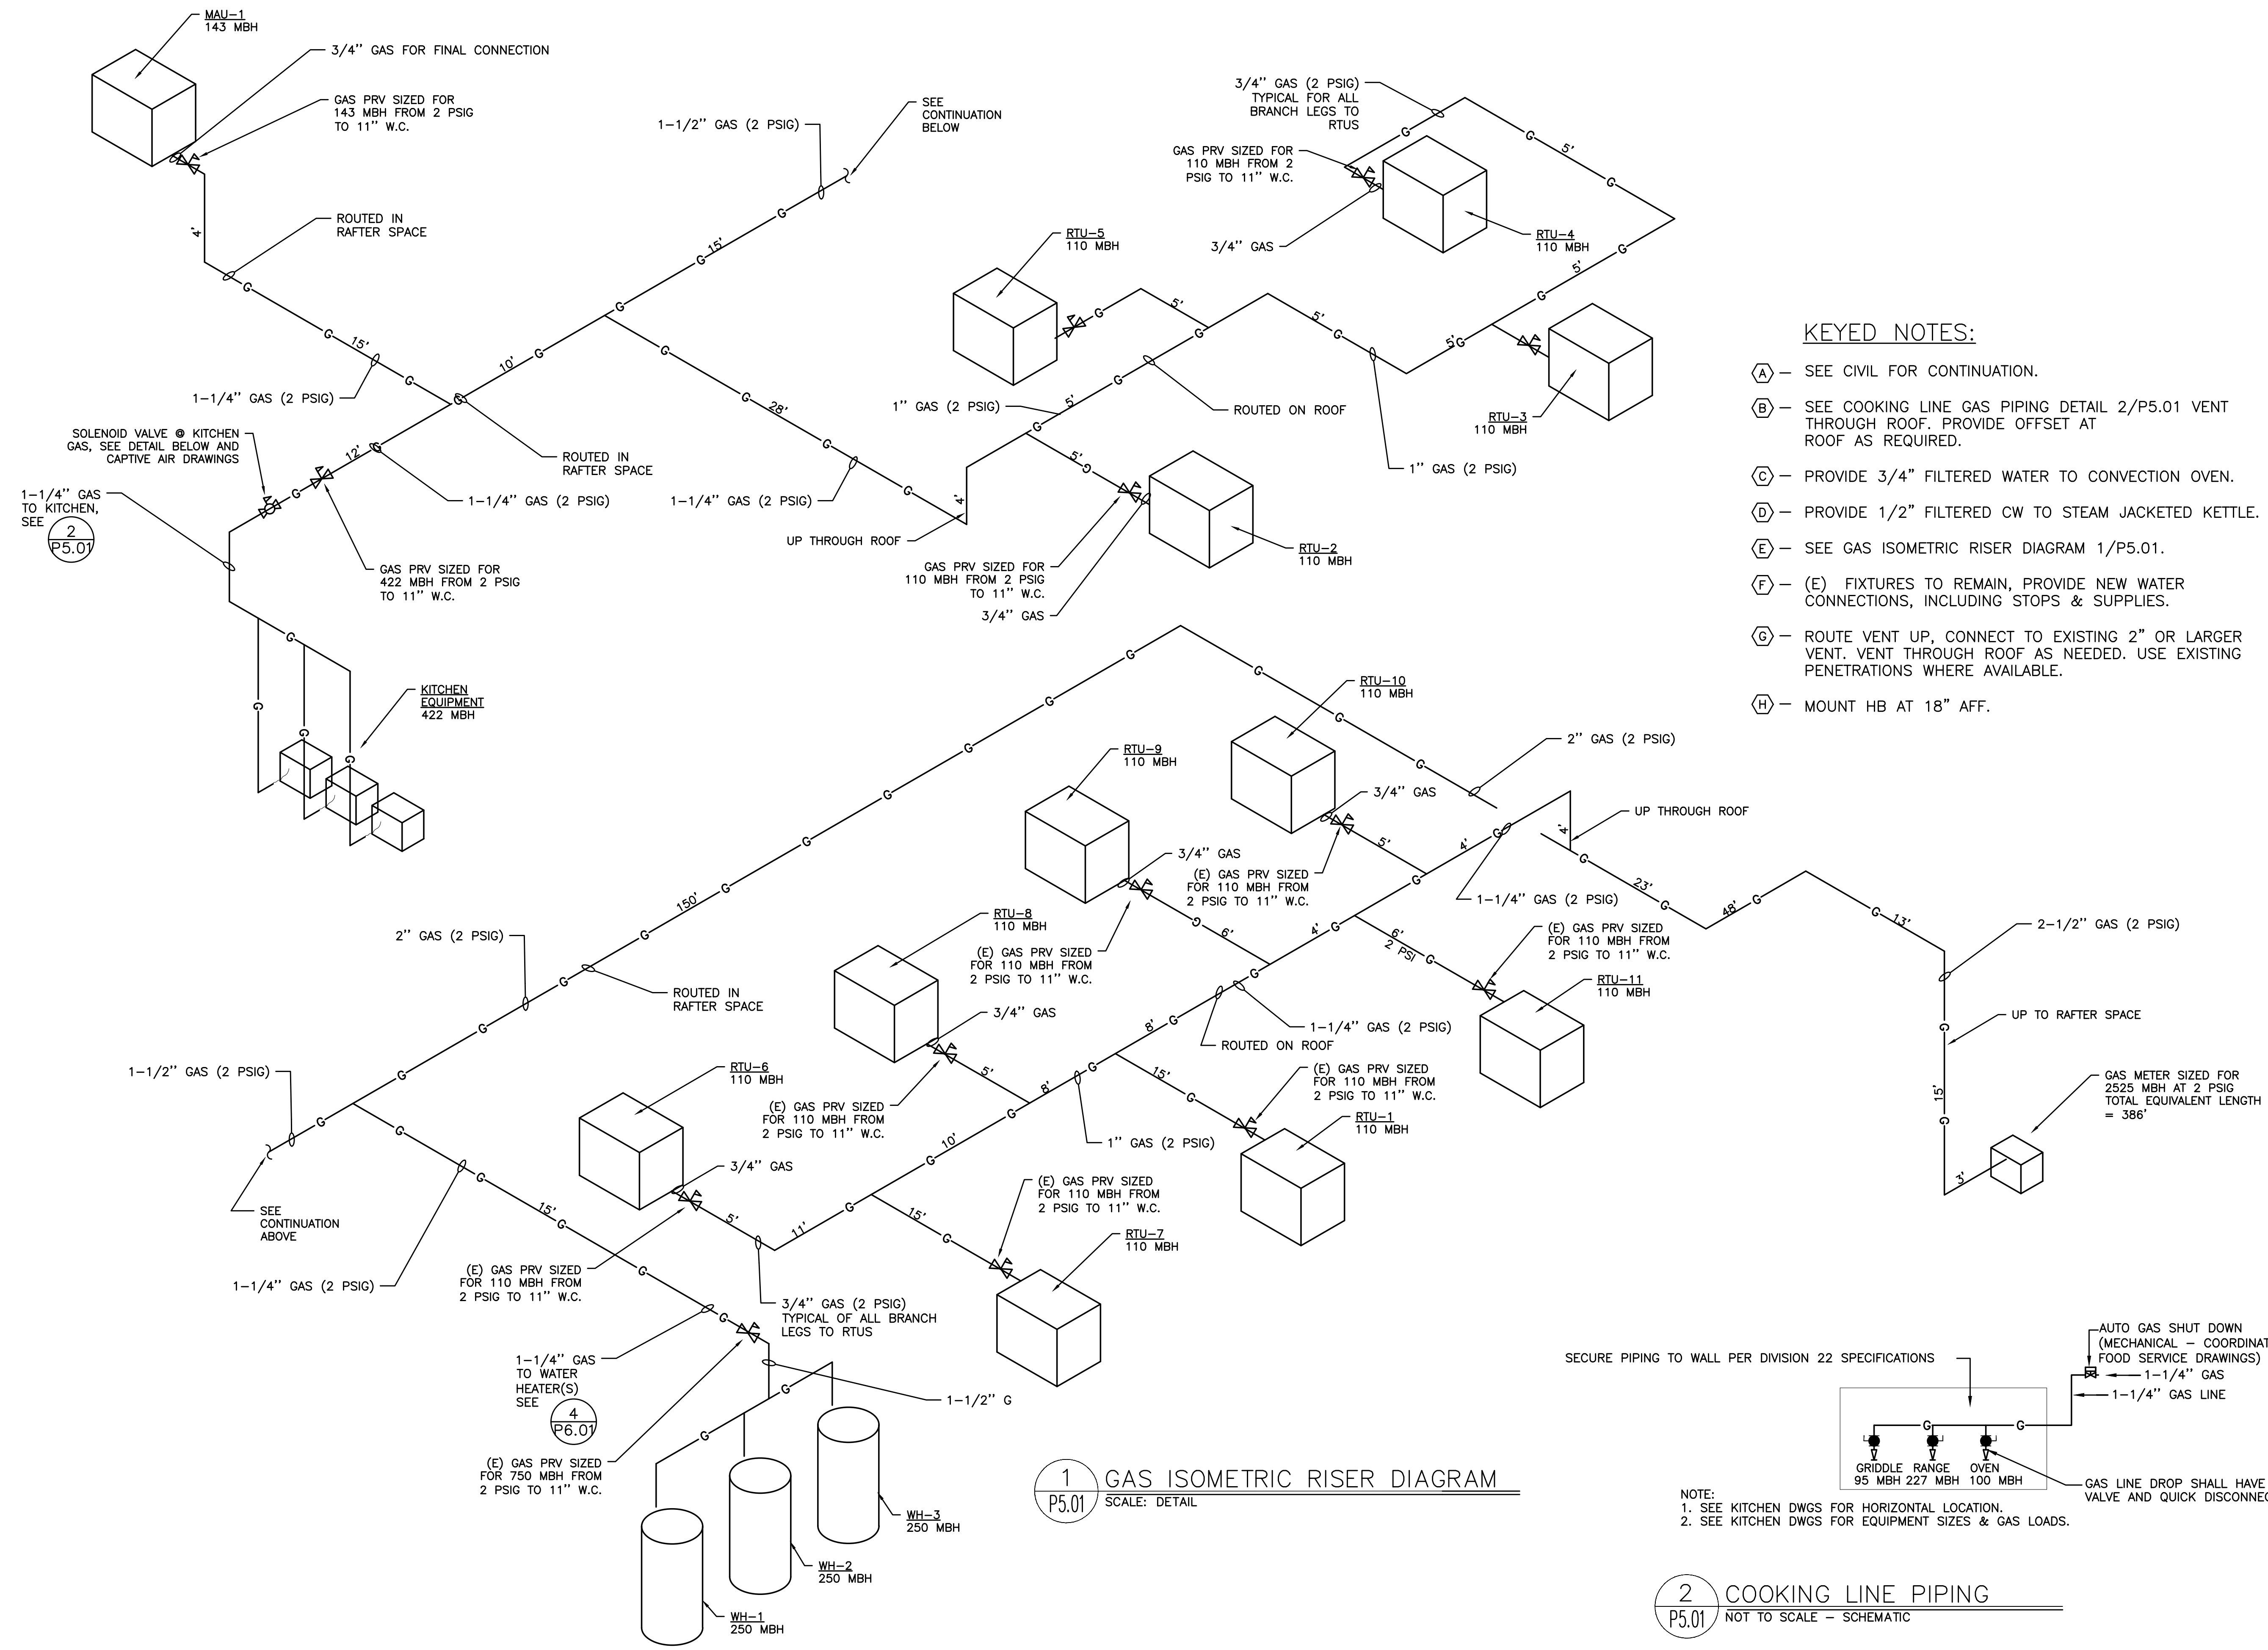 MAU-1
143 MBH
3/4" GAS FOR FINAL CONNECTION
GAS PRV SIZED FOR
143 MBH FROM 2 PSIG
TO 11" W.C.
ROUTED IN
RAFTER SPACE
4'
15'
1-1/4" GAS (2 PSIG)
SOLENOID VALVE @ KITCHEN
GAS, SEE DETAIL BELOW AND
CAPTIVE AIR DRAWINGS
1-1/4" GAS
TO KITCHEN,
SEE
2
P5.01
12'
10'
ROUTED IN
RAFTER SPACE
1-1/4" GAS (2 PSIG)
GAS PRV SIZED FOR
422 MBH FROM 2 PSIG
TO 11" W.C.
KITCHEN
EQUIPMENT
422 MBH
1-1/2" GAS (2 PSIG)
SEE
CONTINUATION
BELOW
15'
28'
1-1/4" GAS (2 PSIG)
4'
UP THROUGH ROOF
3/4" GAS (2 PSIG)
TYPICAL FOR ALL
BRANCH LEGS TO
RTUS
GAS PRV SIZED FOR
110 MBH FROM 2
PSIG TO 11" W.C.
3/4" GAS
RTU-4
110 MBH
5'
5'
RTU-5
110 MBH
5'
5'
5'
RTU-3
110 MBH
1" GAS (2 PSIG)
5'
ROUTED ON ROOF
1" GAS (2 PSIG)
5'
RTU-2
110 MBH
GAS PRV SIZED FOR
110 MBH FROM 2 PSIG
TO 11" W.C.
3/4" GAS
KEYED NOTES:
A - SEE CIVIL FOR CONTINUATION.
B - SEE COOKING LINE GAS PIPING DETAIL 2/P5.01 VENT
THROUGH ROOF. PROVIDE OFFSET AT
ROOF AS REQUIRED.
C - PROVIDE 3/4" FILTERED WATER TO CONVECTION OVEN.
D - PROVIDE 1/2" FILTERED CW TO STEAM JACKETED KETTLE.
E - SEE GAS ISOMETRIC RISER DIAGRAM 1/P5.01.
F - (E) FIXTURES TO REMAIN, PROVIDE NEW WATER
CONNECTIONS, INCLUDING STOPS & SUPPLIES.
G - ROUTE VENT UP, CONNECT TO EXISTING 2" OR LARGER
VENT. VENT THROUGH ROOF AS NEEDED. USE EXISTING
PENETRATIONS WHERE AVAILABLE.
H - MOUNT HB AT 18" AFF.
RTU-10
110 MBH
2" GAS (2 PSIG)
RTU-9
110 MBH
3/4" GAS
UP THROUGH ROOF
4'
4'
5'
3/4" GAS
(E) GAS PRV SIZED
FOR 110 MBH FROM
2 PSIG TO 11" W.C.
1-1/4" GAS (2 PSIG)
23'
48'
13'
2-1/2" GAS (2 PSIG)
150'
RTU-8
110 MBH
2" GAS (2 PSIG)
(E) GAS PRV SIZED
FOR 110 MBH FROM
2 PSIG TO 11" W.C.
6'
4'
6'
2 PSI
(E) GAS PRV SIZED
FOR 110 MBH FROM
2 PSIG TO 11" W.C.
RTU-11
110 MBH
ROUTED IN
RAFTER SPACE
3/4" GAS
8'
1-1/4" GAS (2 PSIG)
ROUTED ON ROOF
UP TO RAFTER SPACE
1-1/2" GAS (2 PSIG)
RTU-6
110 MBH
5'
8'
15'
(E) GAS PRV SIZED
FOR 110 MBH FROM
2 PSIG TO 11" W.C.
RTU-1
110 MBH
15'
GAS METER SIZED FOR
2525 MBH AT 2 PSIG
TOTAL EQUIVALENT LENGTH
= 386'
3'
(E) GAS PRV SIZED
FOR 110 MBH FROM
2 PSIG TO 11" W.C.
1" GAS (2 PSIG)
10'
3/4" GAS
SEE
CONTINUATION
ABOVE
15'
5'
11'
15'
(E) GAS PRV SIZED
FOR 110 MBH FROM
2 PSIG TO 11" W.C.
RTU-7
110 MBH
1-1/4" GAS (2 PSIG)
(E) GAS PRV SIZED
FOR 110 MBH FROM
2 PSIG TO 11" W.C.
3/4" GAS (2 PSIG)
TYPICAL OF ALL BRANCH
LEGS TO RTUS
1-1/4" GAS
TO WATER
HEATER(S)
SEE
4
P6.01
1-1/2" G
(E) GAS PRV SIZED
FOR 750 MBH FROM
2 PSIG TO 11" W.C.
WH-3
250 MBH
WH-2
250 MBH
WH-1
250 MBH
1
P5.01
GAS ISOMETRIC RISER DIAGRAM
SCALE: DETAIL
SECURE PIPING TO WALL PER DIVISION 22 SPECIFICATIONS
AUTO GAS SHUT DOWN
(MECHANICAL - COORDINAT
FOOD SERVICE DRAWINGS)
1-1/4" GAS
1-1/4" GAS LINE
G
G
GRIDDLE RANGE OVEN
95 MBH 227 MBH 100 MBH
GAS LINE DROP SHALL HAVE
VALVE AND QUICK DISCONNEC
NOTE:
1. SEE KITCHEN DWGS FOR HORIZONTAL LOCATION.
2. SEE KITCHEN DWGS FOR EQUIPMENT SIZES & GAS LOADS.
2
P5.01
COOKING LINE PIPING
NOT TO SCALE - SCHEMATIC